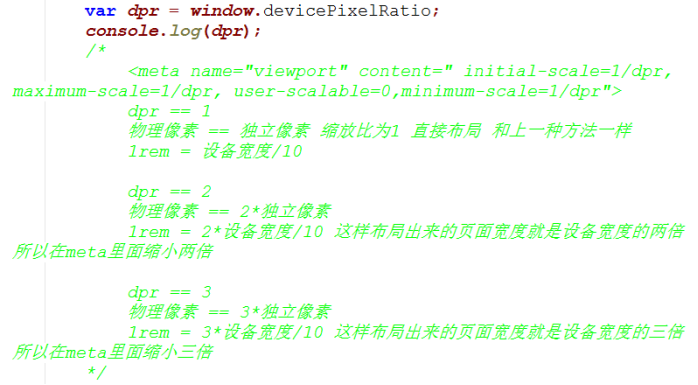 var dpr = window.devicePixelRatio;
console.log(dpr);
/*
<meta name="viewport" content=" initial-scale=1/dpr,
maximum-scale=1/dpr, user-scalable=0,minimum-scale=1/dpr">
dpr == 1
物理像素 == 独立像素 缩放比为1 直接布局 和上一种方法一样
1rem = 设备宽度/10
dpr == 2
物理像素 == 2*独立像素
1rem = 2*设备宽度/10 这样布局出来的页面宽度就是设备宽度的两倍
所以在meta里面缩小两倍
dpr == 3
物理像素 == 3*独立像素
1rem = 3*设备宽度/10 这样布局出来的页面宽度就是设备宽度的三倍
所以在meta里面缩小三倍
*/